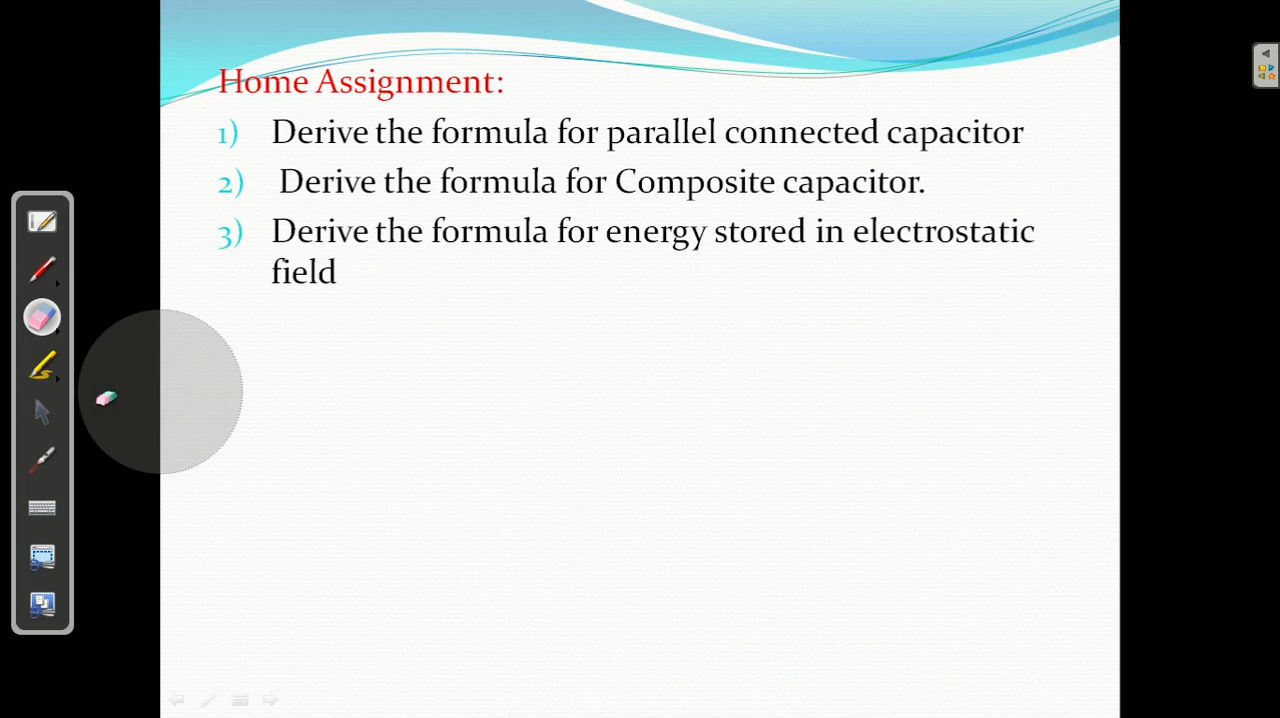 Home Assignment:
1) Derive the formula for parallel connected capacitor
2) Derive the formula for Composite capacitor.
3) Derive the formula for energy stored in electrostatic
field